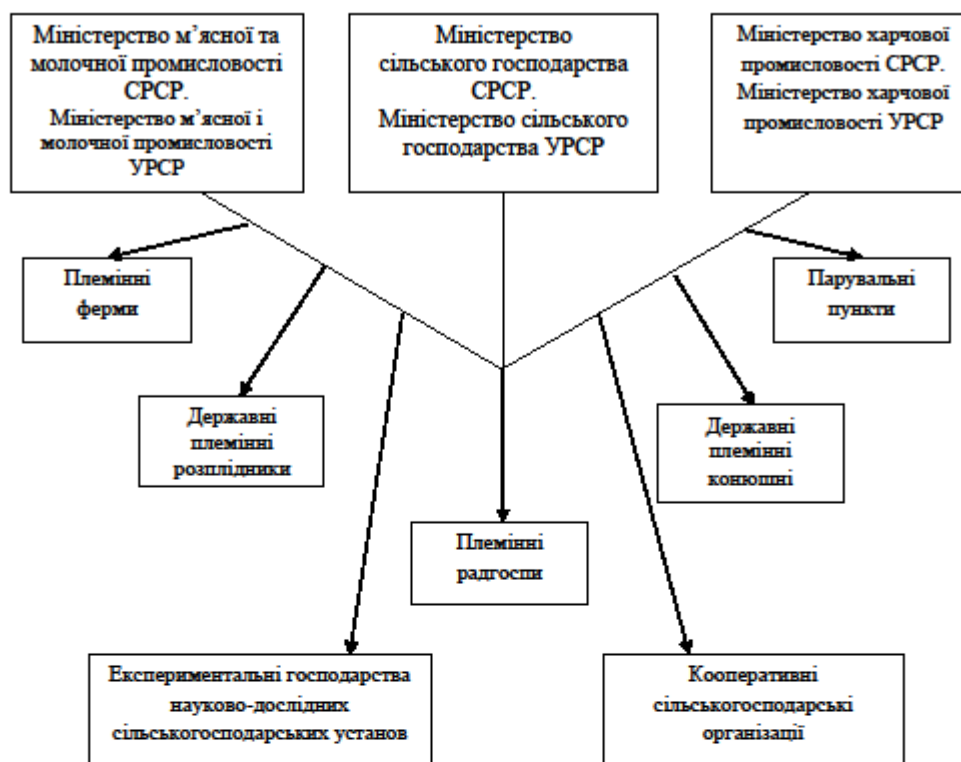 Міністерство м’ясної та
молочної промисловості
СРСР.
Міністерство м’ясної і
молочної промисловості
УРСР
Міністерство
сільського господарства
СРСР.
Міністерство сільського
господарства УРСР
Міністерство харчової
промисловості СРСР.
Міністерство харчової
промисловості УРСР
Племінні
ферми
Парувальні
пункти
Державні
племінні
розплідники
Державні
племінні
конюшні
Племінні
радгоспи
Експериментальні господарства
науково-дослідних
сільськогосподарських установ
Кооперативні
сільськогосподарські
організації